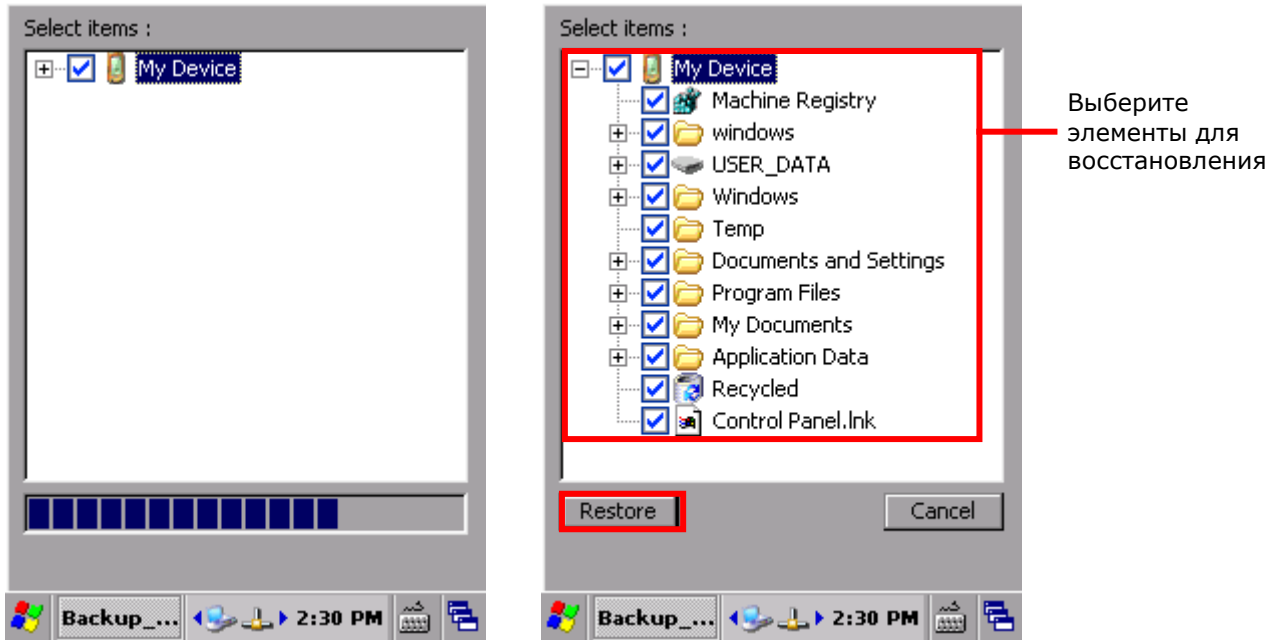 Select items :
My Device
Backup_...
2:30 PM
Select items :
My Device
Machine Registry
windows
USER_DATA
Windows
Temp
Documents and Settings
Program Files
My Documents
Application Data
Recycled
Control Panel.lnk
Restore
Cancel
Backup_...
2:30 PM
Выберите
элементы для
восстановления